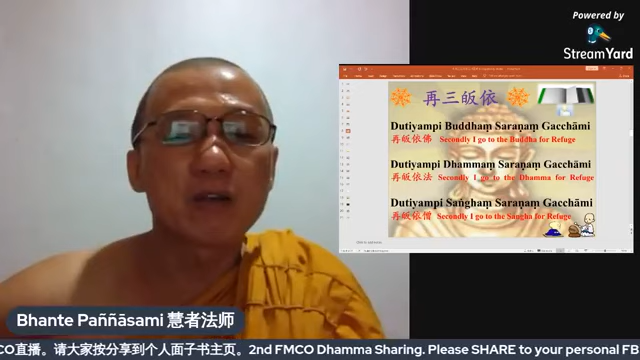 Powered by
StreamYard
再三皈依
Dutiyampi Buddhaṃ Saraṇaṃ Gacchāmi
再皈依佛 Secondly I go to the Buddha for Refuge
Dutiyampi Dhammaṃ Saraṇaṃ Gacchāmi
再皈依法 Secondly I go to the Dhamma for Refuge
Dutiyampi Saṅghaṃ Saraṇaṃ Gacchāmi
再皈依僧 Secondly I go to the Sangha for Refuge
Bhante Paññāsami 慧者法师
CO直播。请大家按分享到个人面子书主页。2nd FMCO Dhamma Sharing. Please SHARE to your personal FB